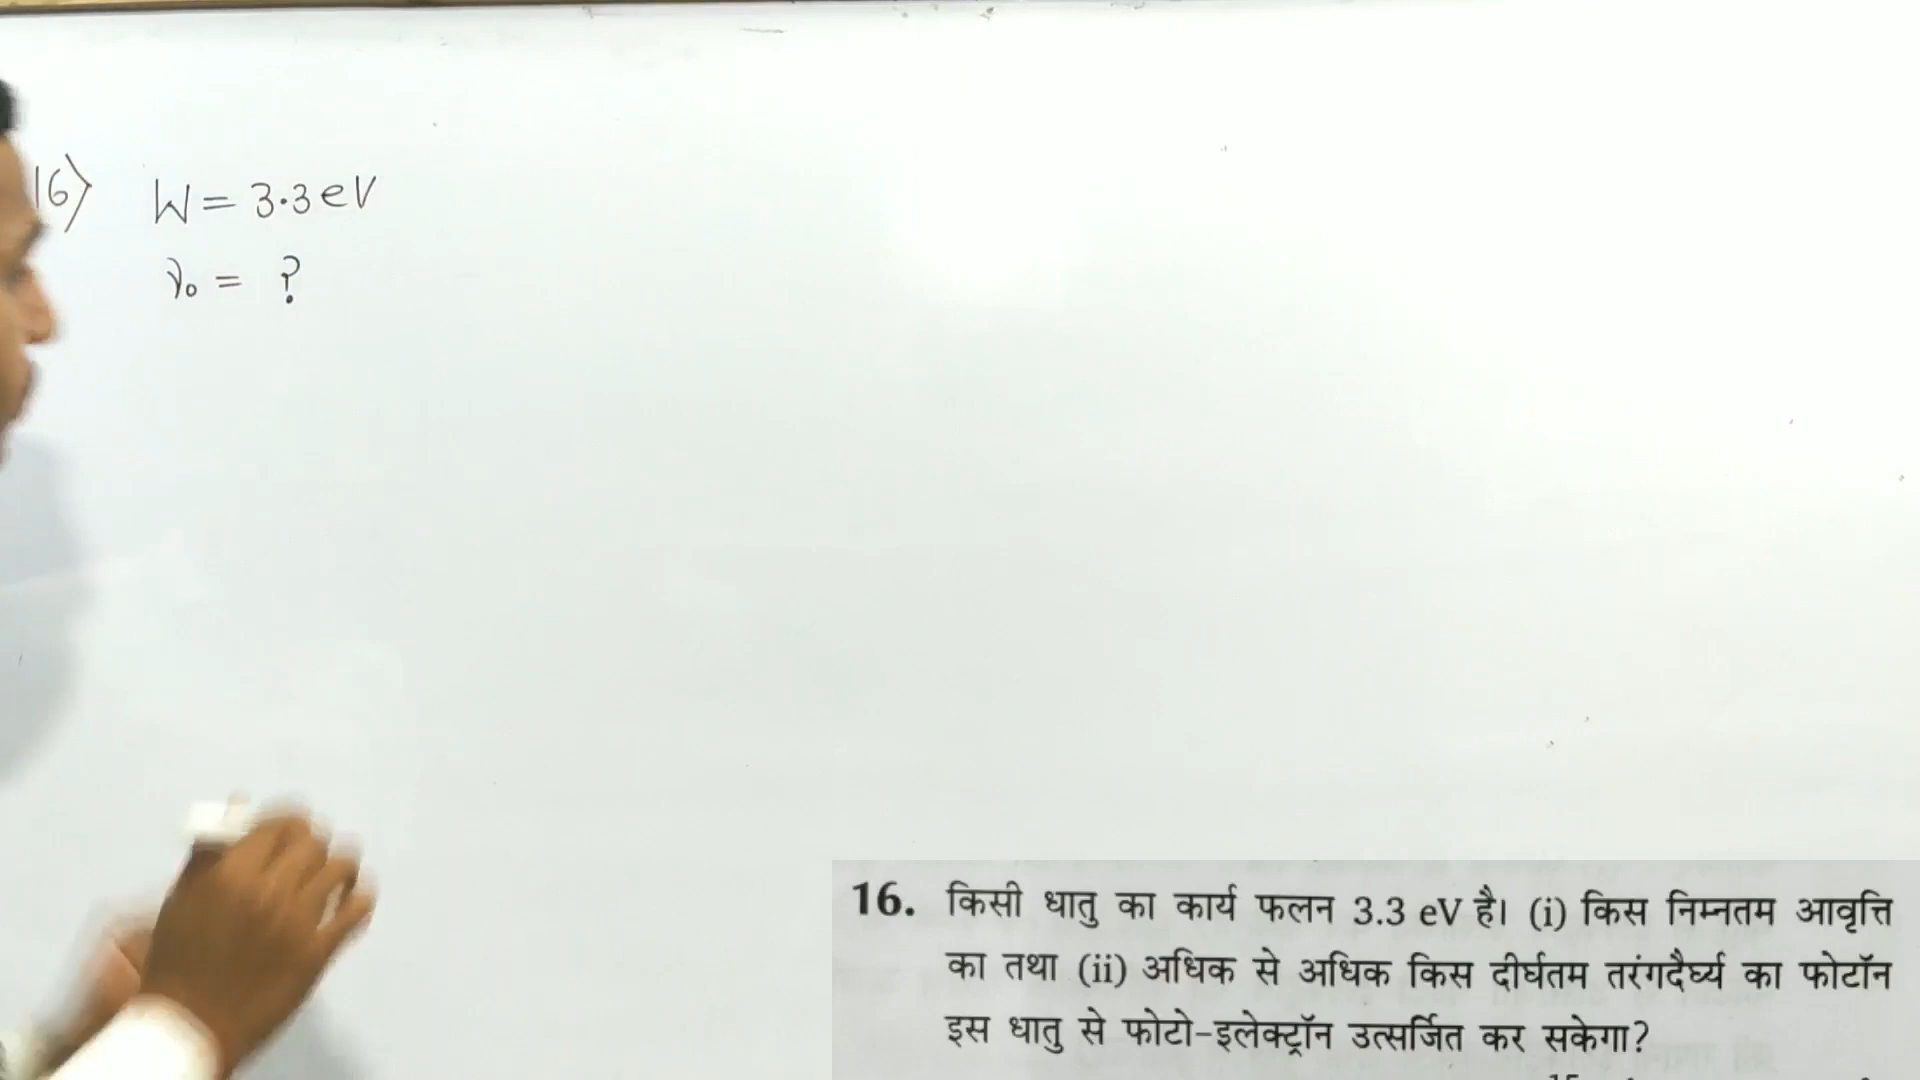 16) W = 3.3 eV
ν₀ = ?
16. किसी धातु का कार्य फलन 3.3 eV है। (i) किस निम्नतम आवृत्ति
का तथा (ii) अधिक से अधिक किस दीर्घतम तरंगदैर्घ्य का फोटॉन
इस धातु से फोटो-इलेक्ट्रॉन उत्सर्जित कर सकेगा?